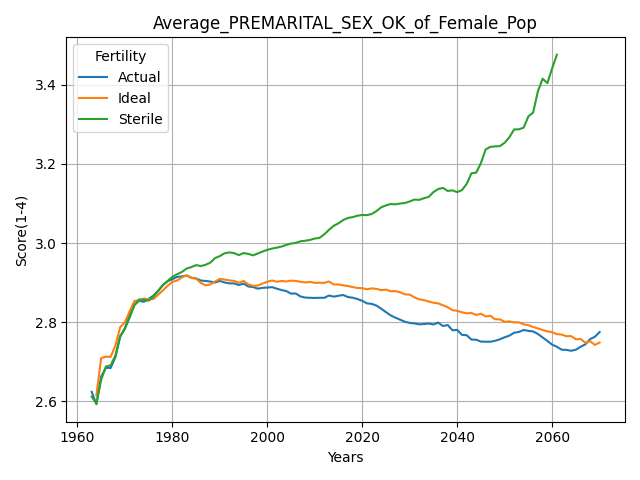 Average_PREMARITAL_SEX_OK_of_Female_Pop
Fertility
Actual
Ideal
Sterile
Score(1-4)
3.4
3.2
3.0
2.8
2.6
1960 1980 2000 2020 2040 2060
Years